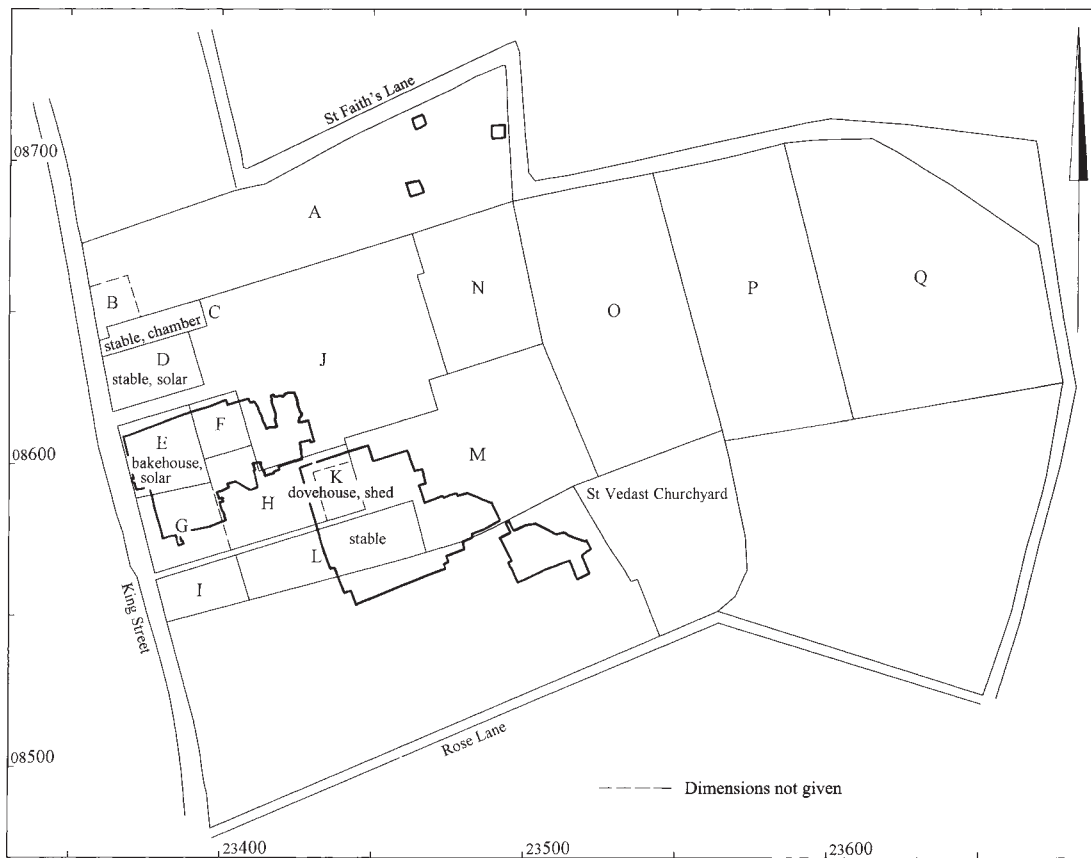 St Faith's Lane
08700
A
B
C
stable, chamber
D
stable, solar
J
N
O
P
Q
E
bakehouse,
solar
F
08600
G
H
K
dovehouse, shed
M
St Vedast Churchyard
L
stable
I
King Street
Rose Lane
08500
Dimensions not given
23400
23500
23600